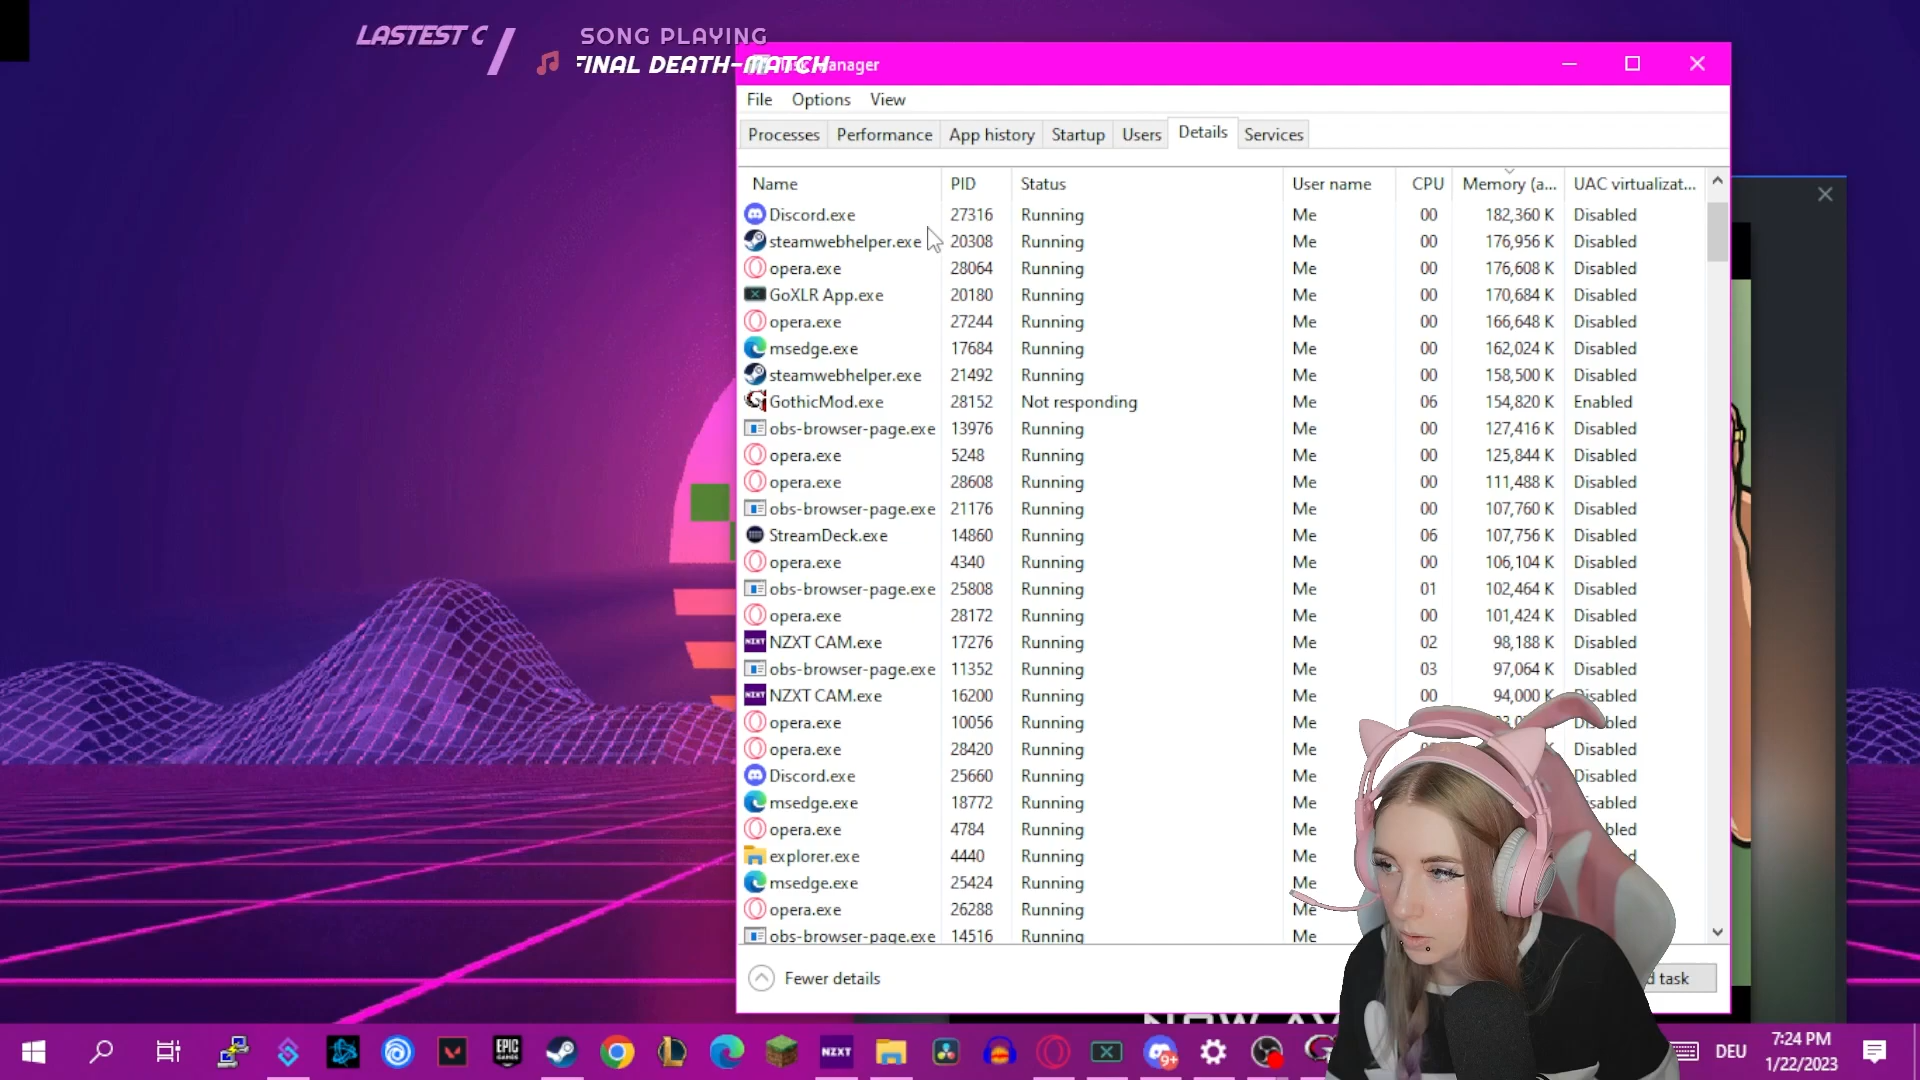 LASTEST C
SONG PLAYING
FINAL DEATH-MATCH
anager
File Options View
Processes Performance App history Startup Users Details Services
Name PID Status User name CPU Memory (a... UAC virtualizat...
Discord.exe 27316 Running Me 00 182,360 K Disabled
steamwebhelper.exe 20308 Running Me 00 176,956 K Disabled
opera.exe 28064 Running Me 00 176,608 K Disabled
GoXLR App.exe 20180 Running Me 00 170,684 K Disabled
opera.exe 27244 Running Me 00 166,648 K Disabled
msedge.exe 17684 Running Me 00 162,024 K Disabled
steamwebhelper.exe 21492 Running Me 00 158,500 K Disabled
GothicMod.exe 28152 Not responding Me 06 154,820 K Enabled
obs-browser-page.exe 13976 Running Me 00 127,416 K Disabled
opera.exe 5248 Running Me 00 125,844 K Disabled
opera.exe 28608 Running Me 00 111,488 K Disabled
obs-browser-page.exe 21176 Running Me 00 107,760 K Disabled
StreamDeck.exe 14860 Running Me 06 107,756 K Disabled
opera.exe 4340 Running Me 00 106,104 K Disabled
obs-browser-page.exe 25808 Running Me 01 102,464 K Disabled
opera.exe 28172 Running Me 00 101,424 K Disabled
NZXT CAM.exe 17276 Running Me 02 98,188 K Disabled
obs-browser-page.exe 11352 Running Me 03 97,064 K Disabled
NZXT CAM.exe 16200 Running Me 00 94,000 K Disabled
opera.exe 10056 Running Me
opera.exe 28420 Running Me Disabled
Discord.exe 25660 Running Me Disabled
msedge.exe 18772 Running Me
opera.exe 4784 Running Me
explorer.exe 4440 Running Me
msedge.exe 25424 Running Me
opera.exe 26288 Running Me
obs-browser-page.exe 14516 Running Me
Fewer details
task
EPIC GAMES
NZXT
9+
DEU
7:24 PM
1/22/2023